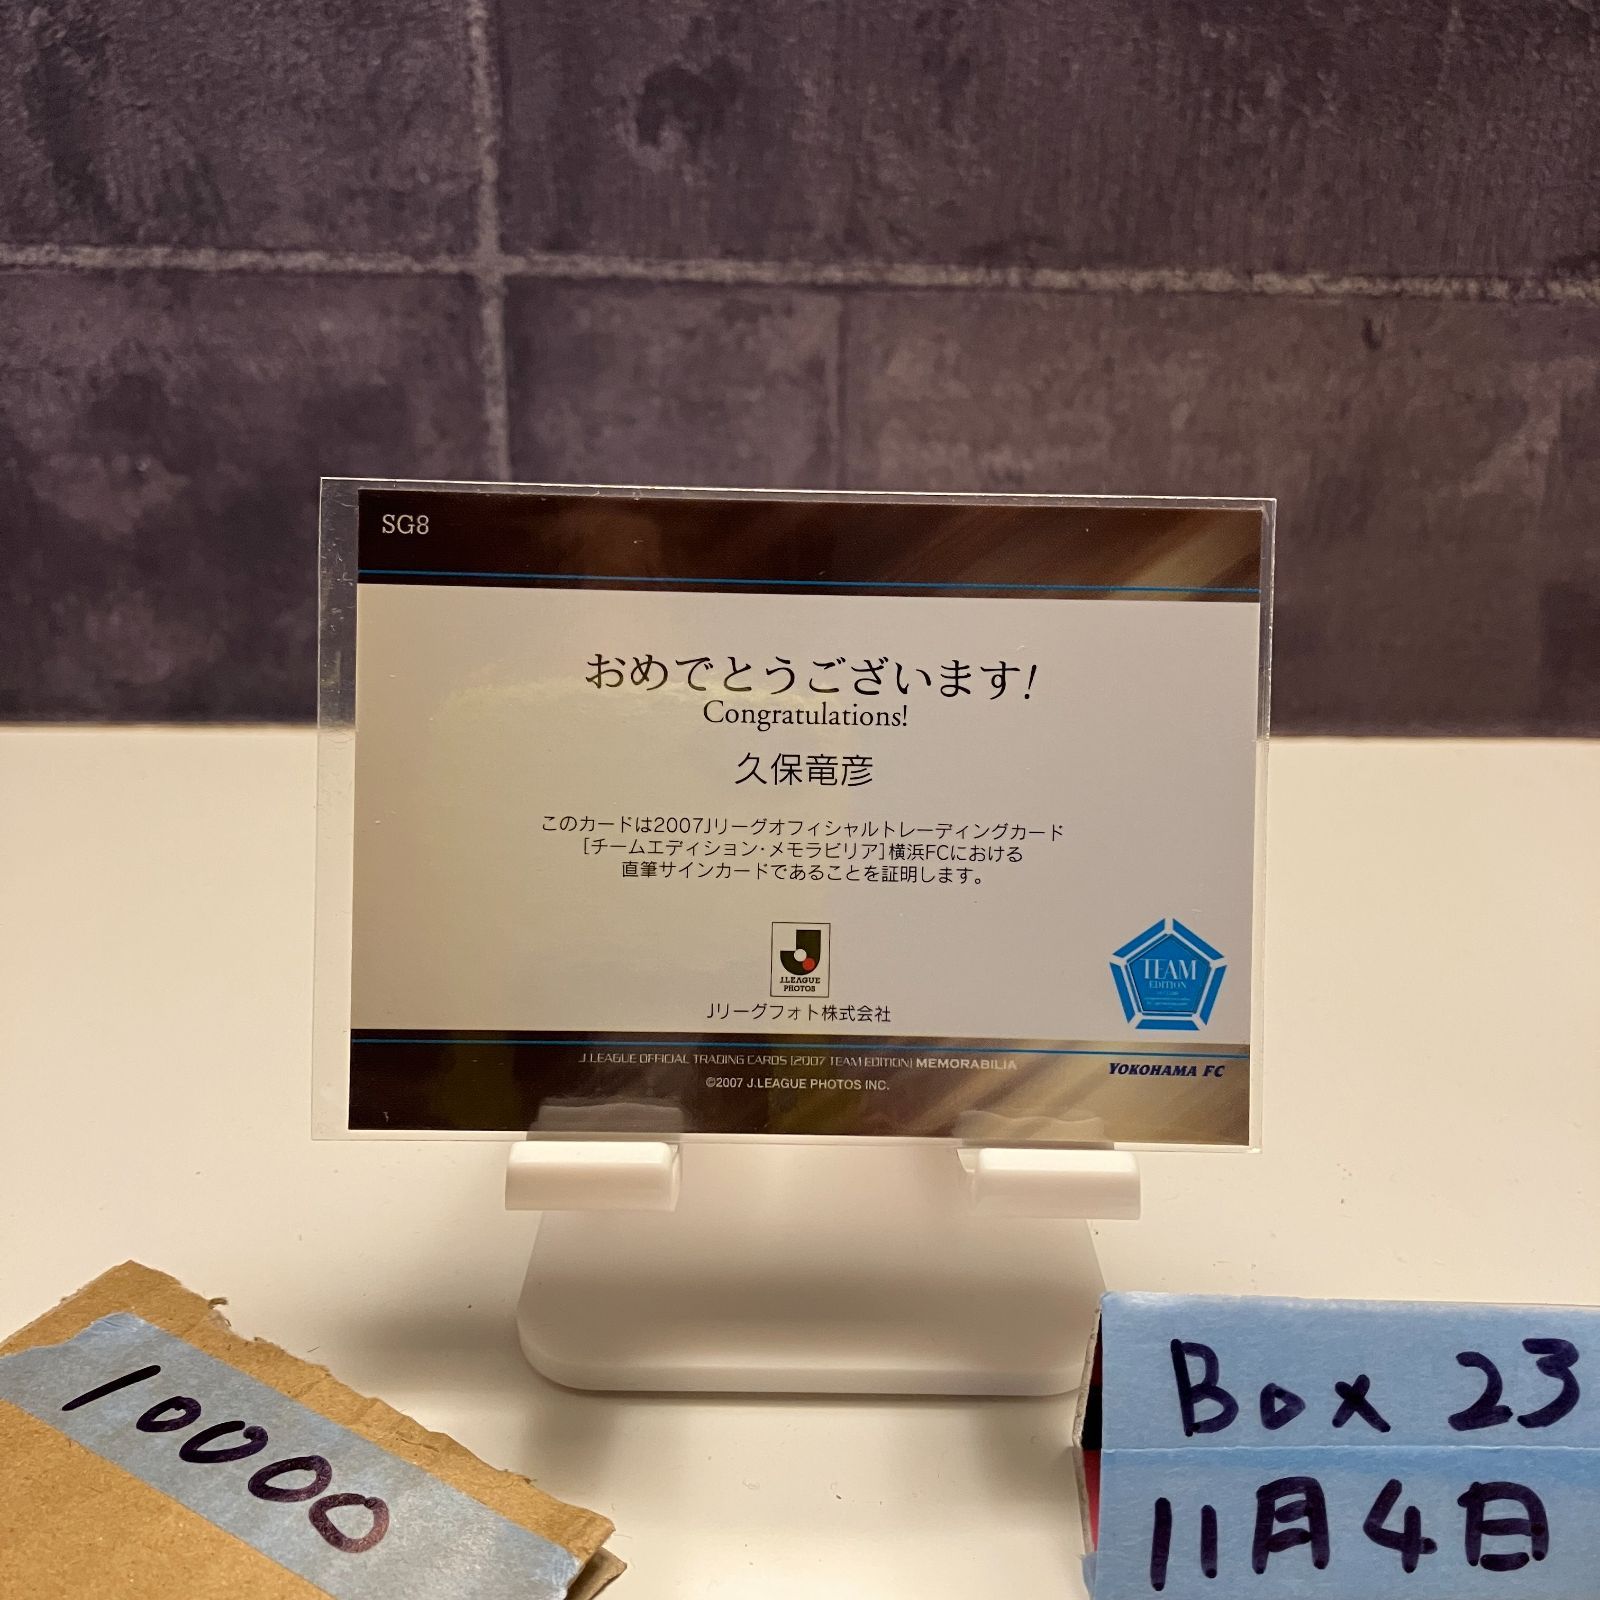 SG8
おめでとうございます!
Congratulations!
久保竜彦
このカードは2007Jリーグオフィシャルトレーディングカード
[チームエディション・メモラビリア]横浜FCにおける
直筆サインカードであることを証明します。
J.LEAGUE
PHOTOS
Jリーグフォト株式会社
TEAM
EDITION
J.LEAGUE OFFICIAL TRADING CARDS [2007 TEAM EDITION] MEMORABILIA
©2007 J.LEAGUE PHOTOS INC.
YOKOHAMA FC
10000
Box 23
11月4日